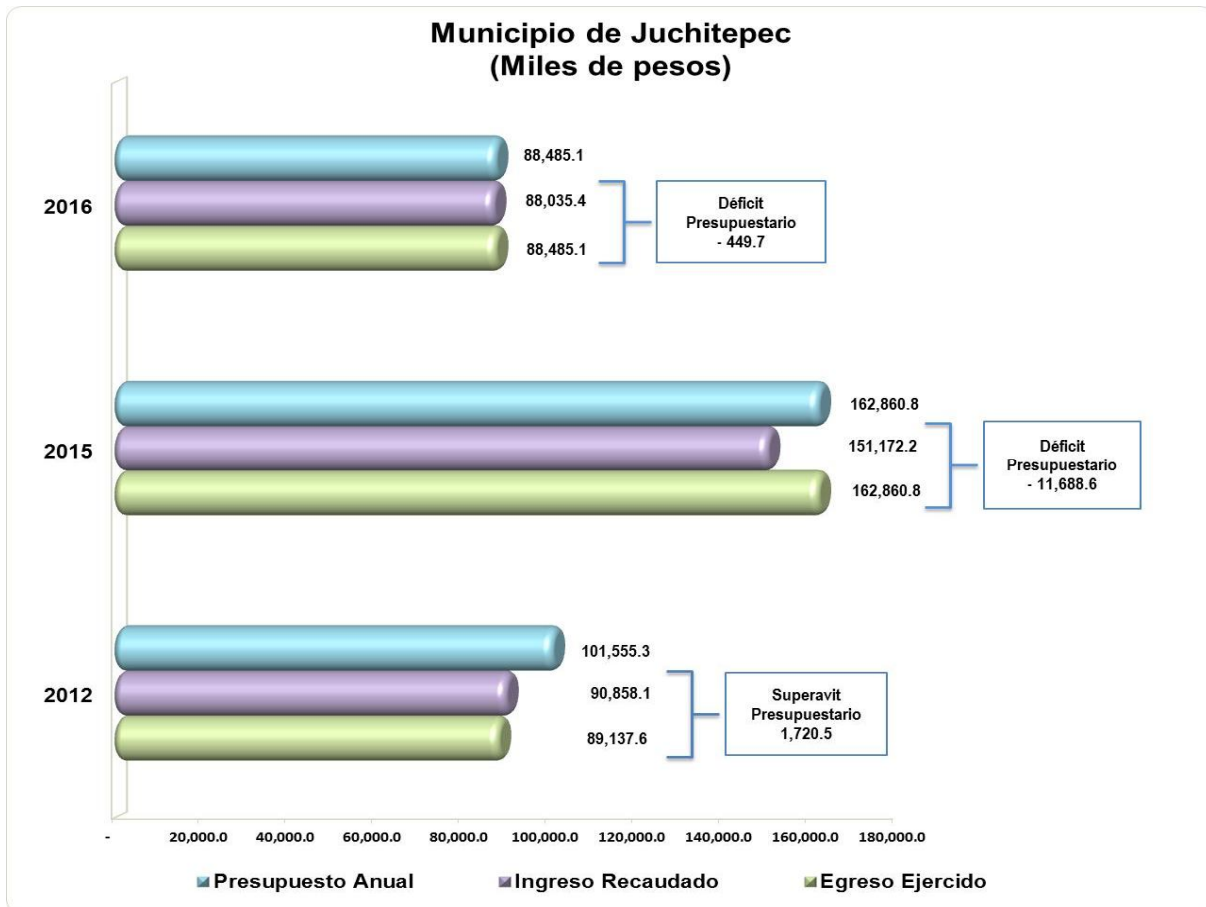 Municipio de Juchitepec
(Miles de pesos)
2016
88,485.1
88,035.4
88,485.1
Déficit
Presupuestario
- 449.7
2015
162,860.8
151,172.2
162,860.8
Déficit
Presupuestario
- 11,688.6
2012
101,555.3
90,858.1
89,137.6
Superavit
Presupuestario
1,720.5
- 20,000.0 40,000.0 60,000.0 80,000.0 100,000.0 120,000.0 140,000.0 160,000.0 180,000.0
Presupuesto Anual Ingreso Recaudado Egreso Ejercido